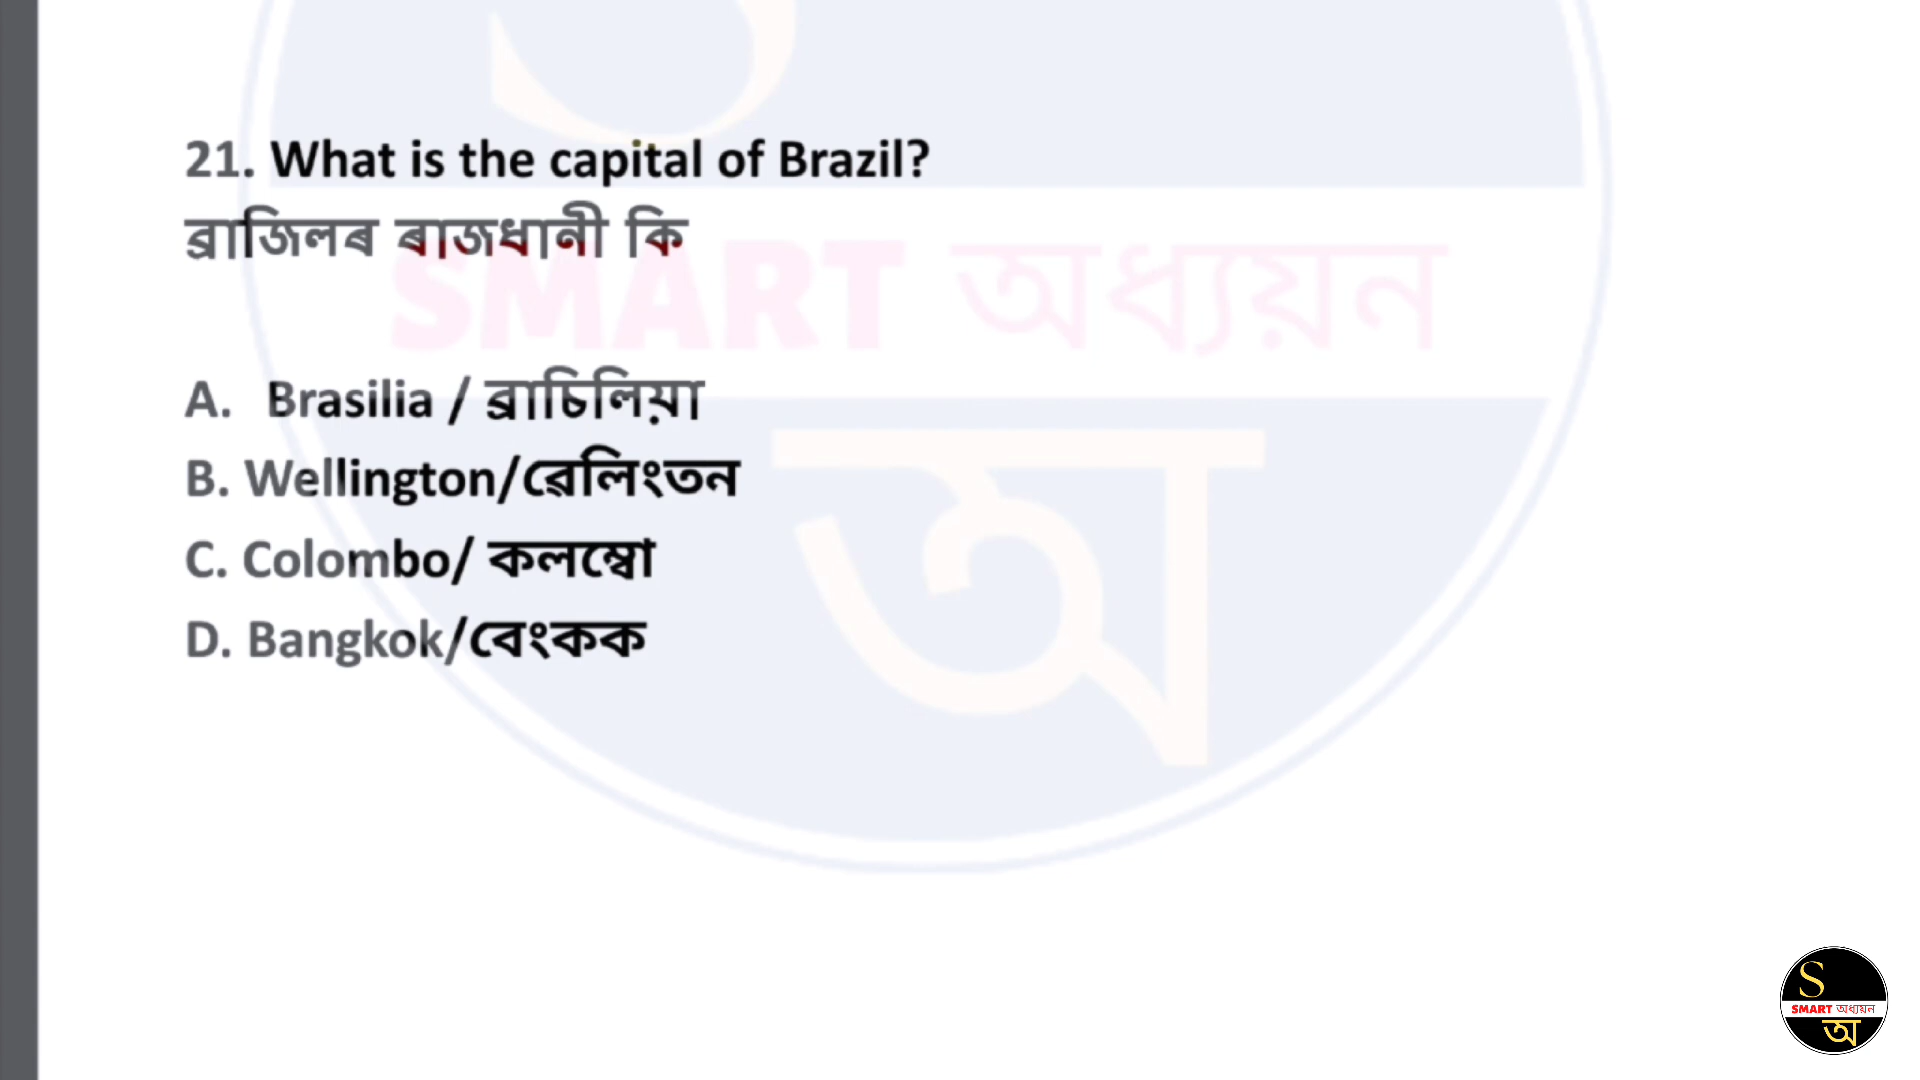 21. What is the capital of Brazil?
ব্ৰাজিলৰ ৰাজধানী কি
SMART অধ্যয়ন
A. Brasilia / ব্ৰাচিলিয়া
B. Wellington/ৱেলিংতন
C. Colombo/ কলম্বো
D. Bangkok/বেংকক
অ
S
SMART অধ্যয়ন
অ